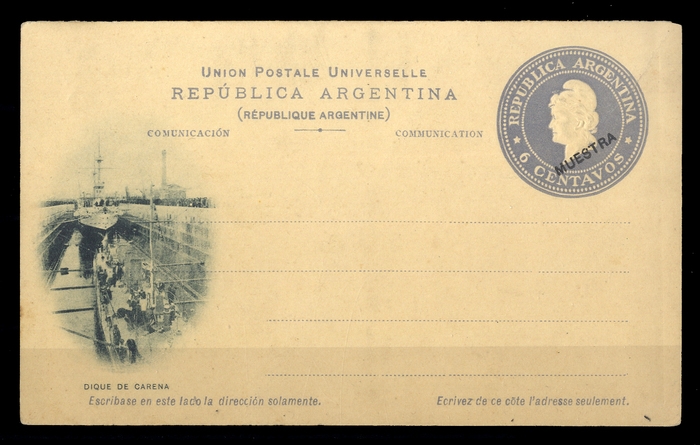 UNION POSTALE UNIVERSELLE
REPÚBLICA ARGENTINA
(RÉPUBLIQUE ARGENTINE)
COMUNICACIÓN COMMUNICATION
REPUBLICA ARGENTINA
6 CENTAVOS
MUESTRA
DIQUE DE CARENA
Escríbase en este lado la dirección solamente. Ecrivez de ce côte l'adresse seulement.